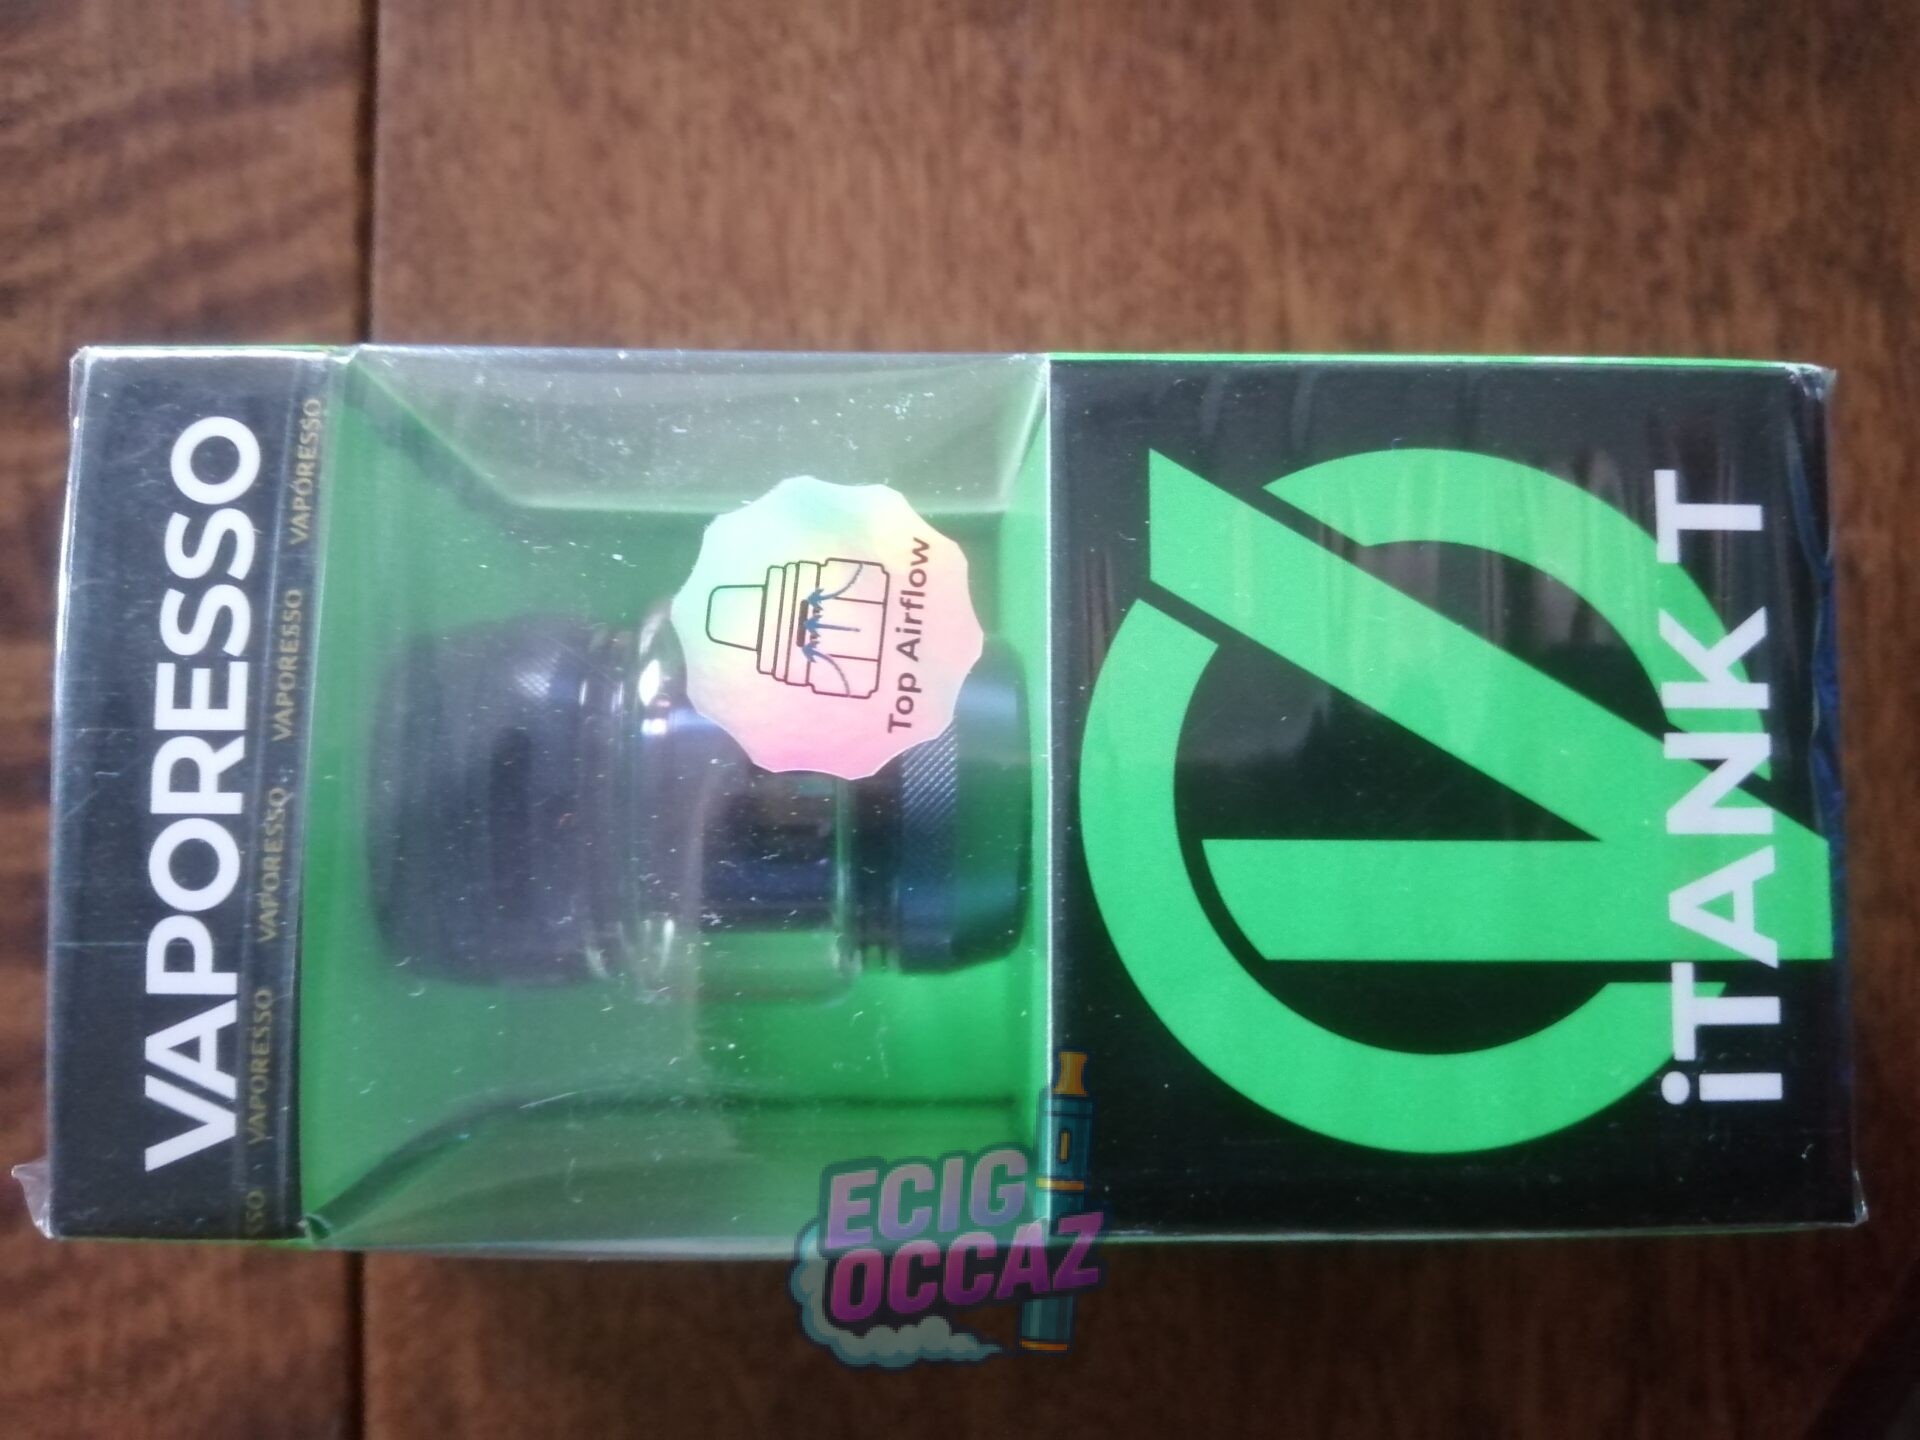 VAPORESSO
VAPORESSO VAPORESSO VAPORESSO VAPORESSO
Top Airflow
iTANK T
ECIG
OCCAZ